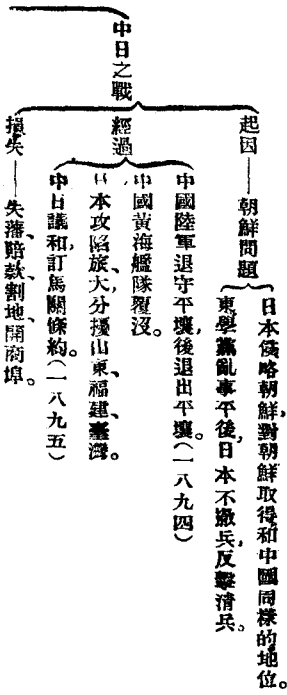 中日之戰
起因——朝鮮問題
日本侵略朝鮮,對朝鮮取得和中國同樣的地位。
東學黨亂事平後,日本不撤兵,反擊清兵。
經過
中國陸軍退守平壤,後退出平壤。(一八九四)
中國黃海艦隊覆沒。
日本攻陷旅、大,分擾山東、福建、臺灣。
中日議和,訂馬關條約。(一八九五)
損失——失藩、賠款、割地、開商埠。